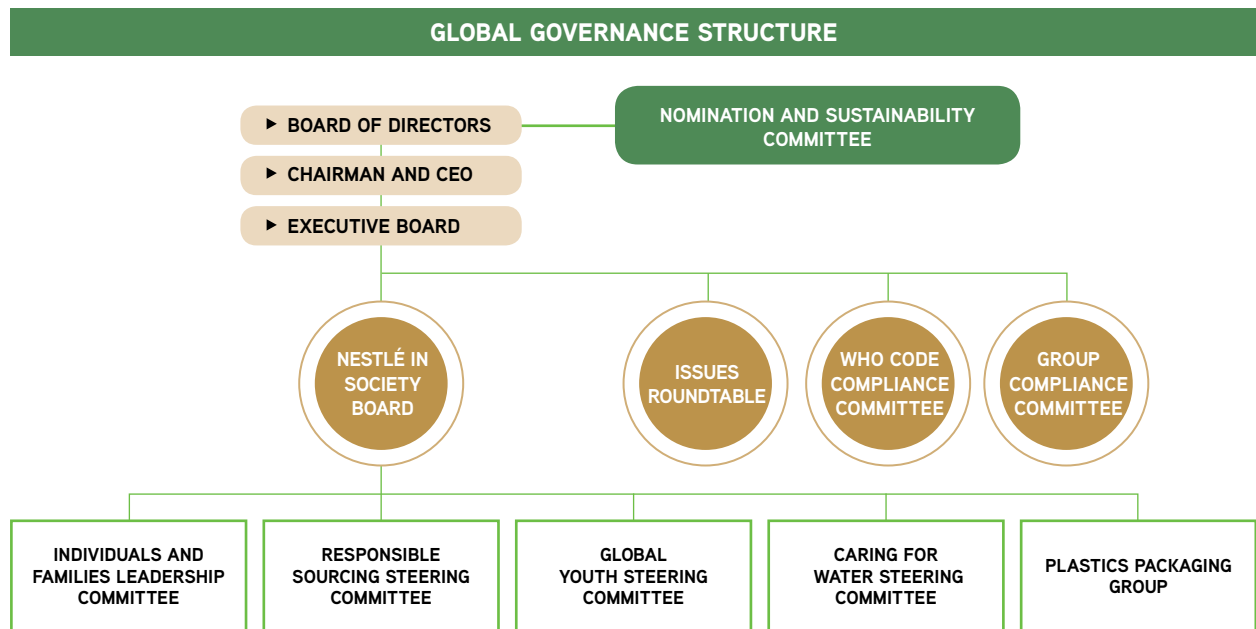 GLOBAL GOVERNANCE STRUCTURE
► BOARD OF DIRECTORS
NOMINATION AND SUSTAINABILITY
COMMITTEE
► CHAIRMAN AND CEO
► EXECUTIVE BOARD
NESTLÉ IN
SOCIETY
BOARD
ISSUES
ROUNDTABLE
WHO CODE
COMPLIANCE
COMMITTEE
GROUP
COMPLIANCE
COMMITTEE
INDIVIDUALS AND
FAMILIES LEADERSHIP
COMMITTEE
RESPONSIBLE
SOURCING STEERING
COMMITTEE
GLOBAL
YOUTH STEERING
COMMITTEE
CARING FOR
WATER STEERING
COMMITTEE
PLASTICS PACKAGING
GROUP